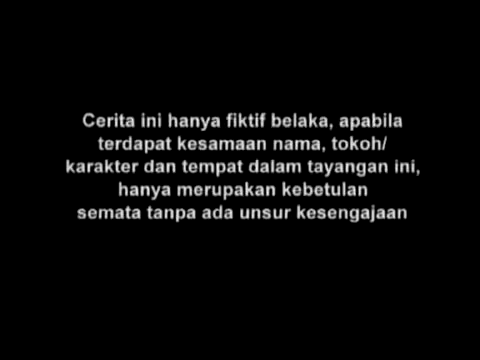 Cerita ini hanya fiktif belaka, apabila
terdapat kesamaan nama, tokoh/
karakter dan tempat dalam tayangan ini,
hanya merupakan kebetulan
semata tanpa ada unsur kesengajaan